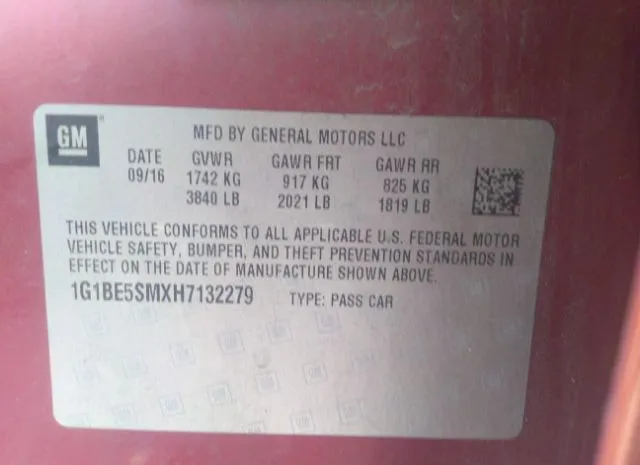 GM
MFD BY GENERAL MOTORS LLC
DATE GVWR GAWR FRT GAWR RR
09/16 1742 KG 917 KG 825 KG
3840 LB 2021 LB 1819 LB
THIS VEHICLE CONFORMS TO ALL APPLICABLE U.S. FEDERAL MOTOR
VEHICLE SAFETY, BUMPER, AND THEFT PREVENTION STANDARDS IN
EFFECT ON THE DATE OF MANUFACTURE SHOWN ABOVE.
1G1BE5SMXH7132279 TYPE: PASS CAR